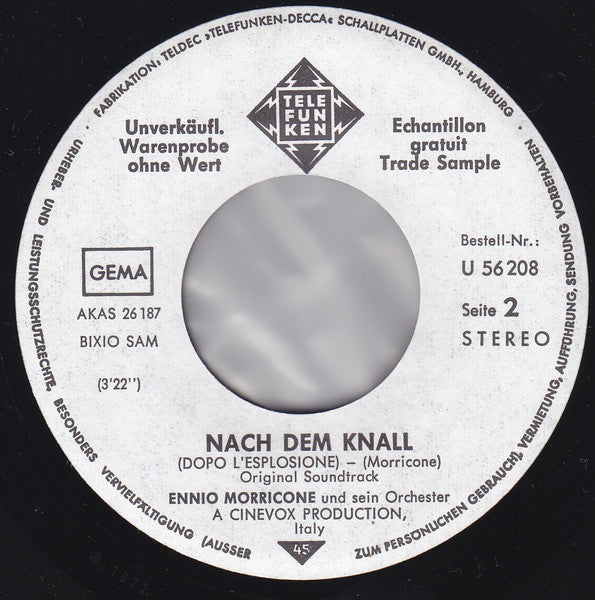 FABRIKATION: TELDEC »TELEFUNKEN-DECCA« SCHALLPLATTEN GMBH., HAMBURG ·
URHEBER- UND LEISTUNGSSCHUTZRECHTE, BESONDERS VERVIELFÄLTIGUNG (AUSSER ZUM PERSÖNLICHEN GEBRAUCH), VERMIETUNG, AUFFÜHRUNG, SENDUNG VORBEHALTEN ·
TELE
FUN
KEN
Unverkäufl.
Warenprobe
ohne Wert
Echantillon
gratuit
Trade Sample
GEMA
AKAS 26 187
BIXIO SAM
(3'22'')
Bestell-Nr.:
U 56 208
Seite 2
STEREO
NACH DEM KNALL
(DOPO L'ESPLOSIONE) – (Morricone)
Original Soundtrack
ENNIO MORRICONE und sein Orchester
A CINEVOX PRODUCTION,
Italy
45
℗ 1972